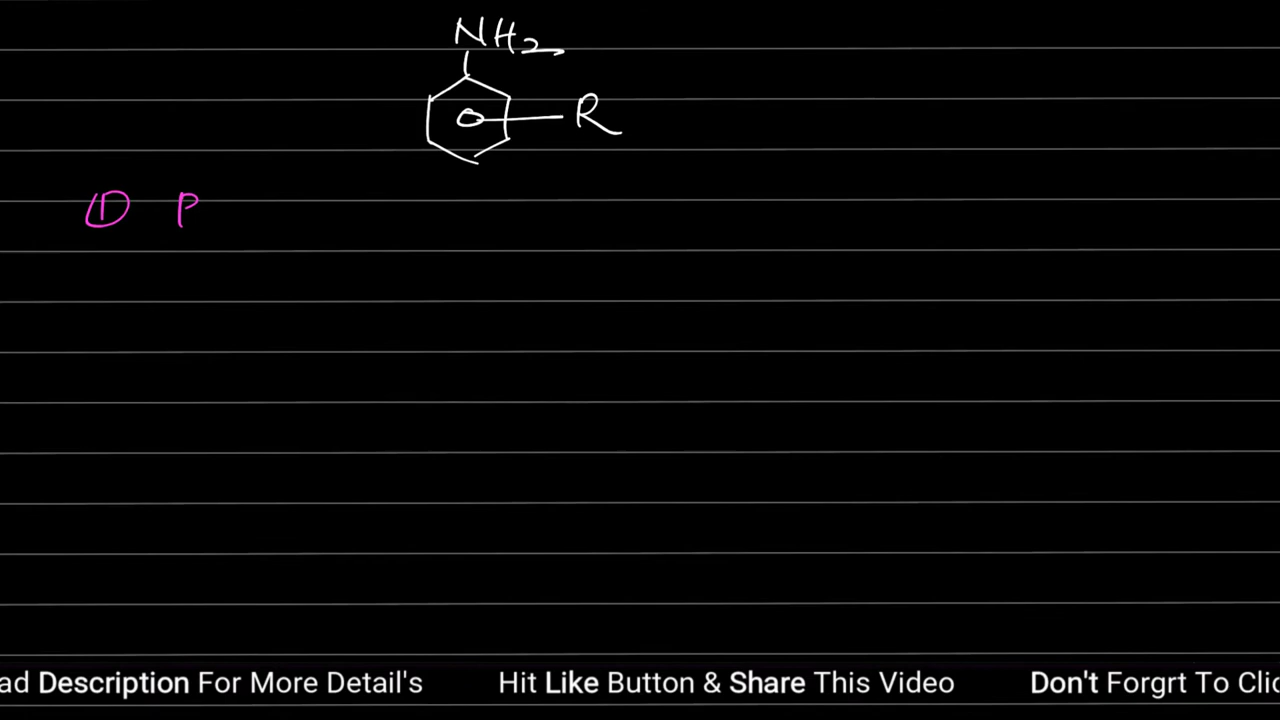 NH2
R
① P
ad Description For More Detail's Hit Like Button & Share This Video Don't Forgrt To Clic